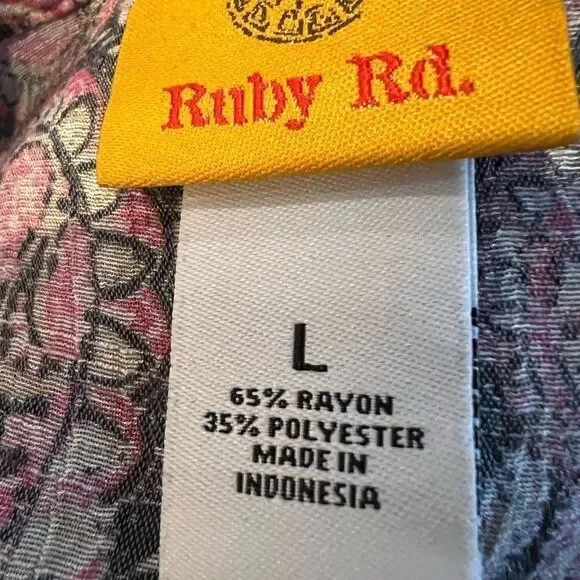 Ruby Rd.
L
65% RAYON
35% POLYESTER
MADE IN
INDONESIA